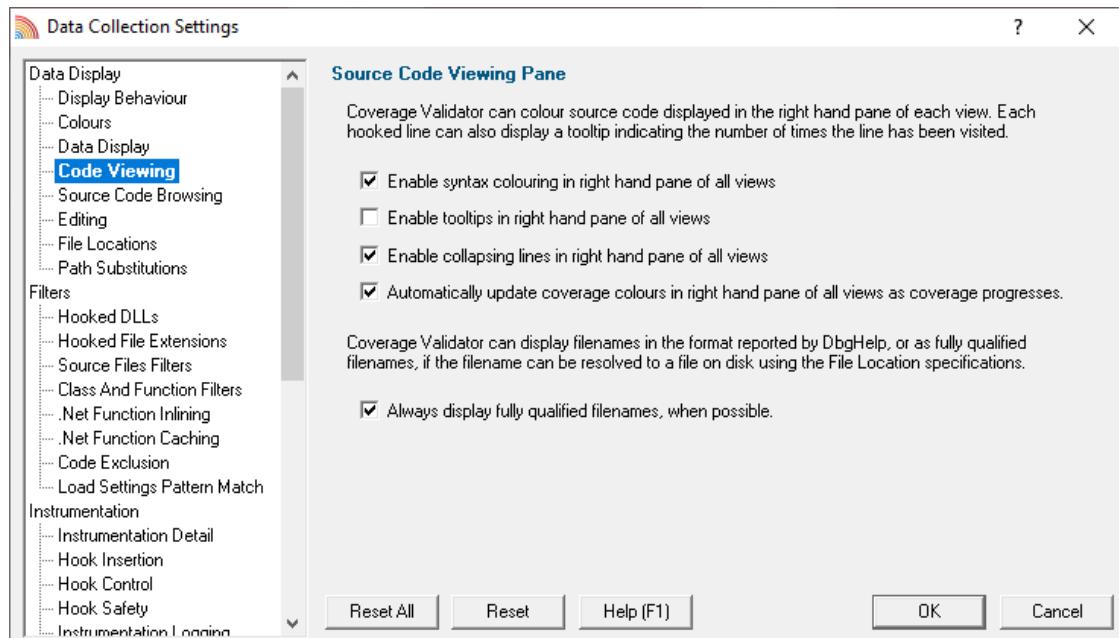 Data Collection Settings
?
Data Display
Display Behaviour
Colours
Data Display
Code Viewing
Source Code Browsing
Editing
File Locations
Path Substitutions
Filters
Hooked DLLs
Hooked File Extensions
Source Files Filters
Class And Function Filters
.Net Function Inlining
.Net Function Caching
Code Exclusion
Load Settings Pattern Match
Instrumentation
Instrumentation Detail
Hook Insertion
Hook Control
Hook Safety
Instrumentation Logging
Source Code Viewing Pane
Coverage Validator can colour source code displayed in the right hand pane of each view. Each
hooked line can also display a tooltip indicating the number of times the line has been visited.
Enable syntax colouring in right hand pane of all views
Enable tooltips in right hand pane of all views
Enable collapsing lines in right hand pane of all views
Automatically update coverage colours in right hand pane of all views as coverage progresses.
Coverage Validator can display filenames in the format reported by DbgHelp, or as fully qualified
filenames, if the filename can be resolved to a file on disk using the File Location specifications.
Always display fully qualified filenames, when possible.
Reset All
Reset
Help (F1)
OK
Cancel